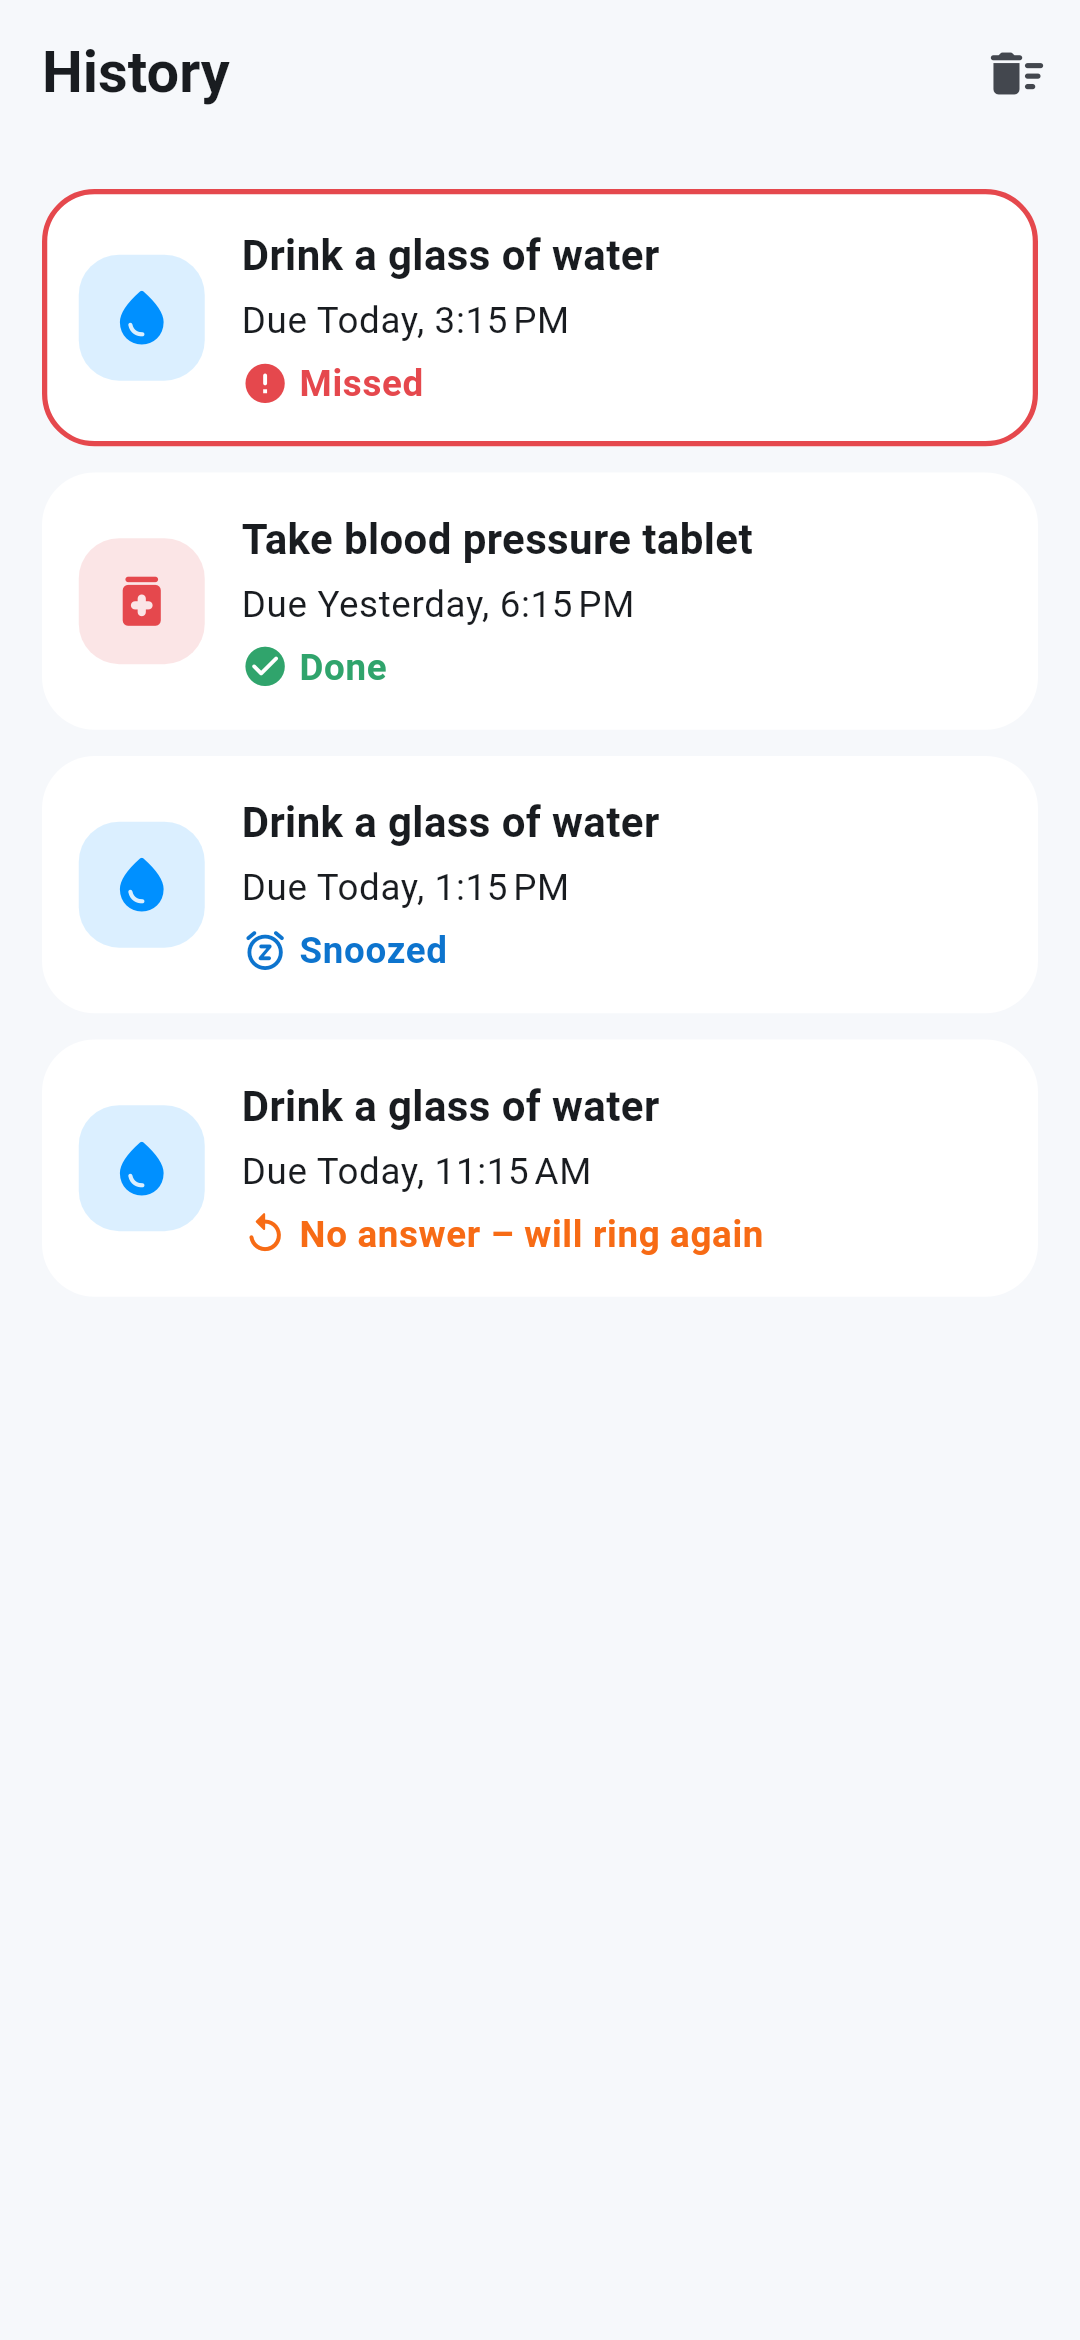 History
Drink a glass of water
Due Today, 3:15 PM
Missed
Take blood pressure tablet
Due Yesterday, 6:15 PM
Done
Drink a glass of water
Due Today, 1:15 PM
Snoozed
Drink a glass of water
Due Today, 11:15 AM
No answer – will ring again